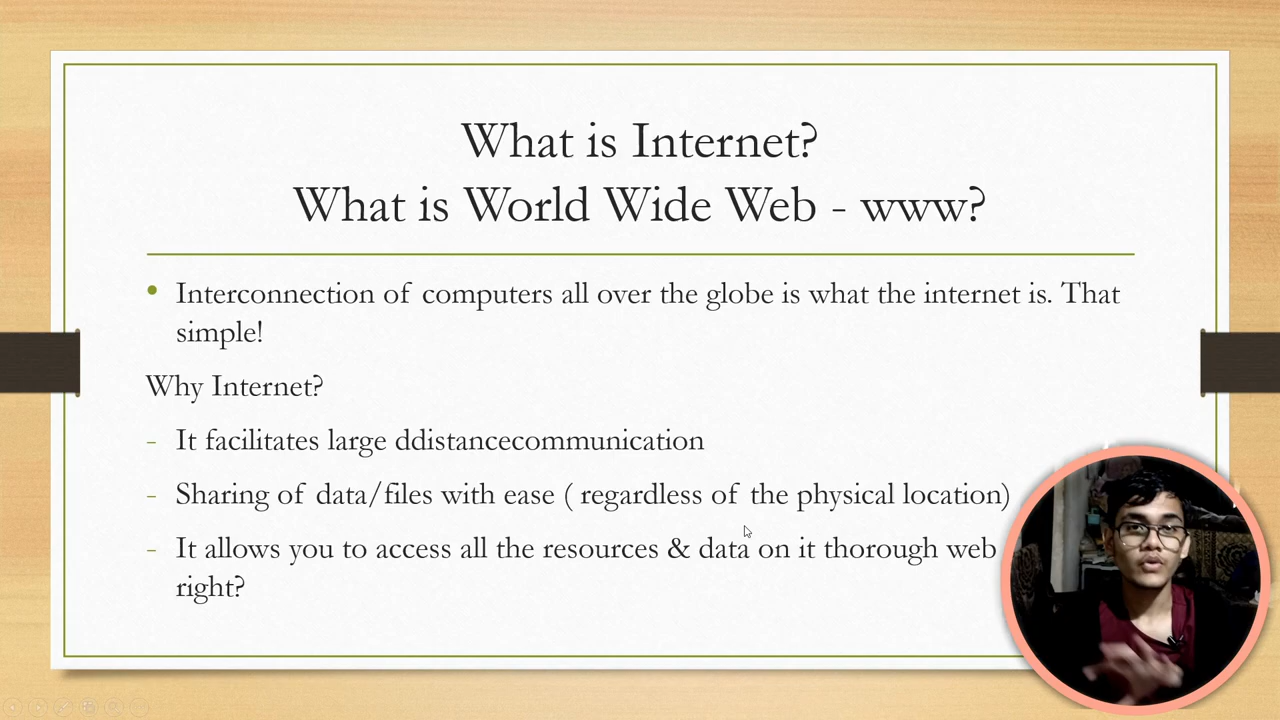 What is Internet?
What is World Wide Web - www?
• Interconnection of computers all over the globe is what the internet is. That
simple!
Why Internet?
- It facilitates large ddistancecommunication
- Sharing of data/files with ease ( regardless of the physical location)
- It allows you to access all the resources & data on it thorough web
right?